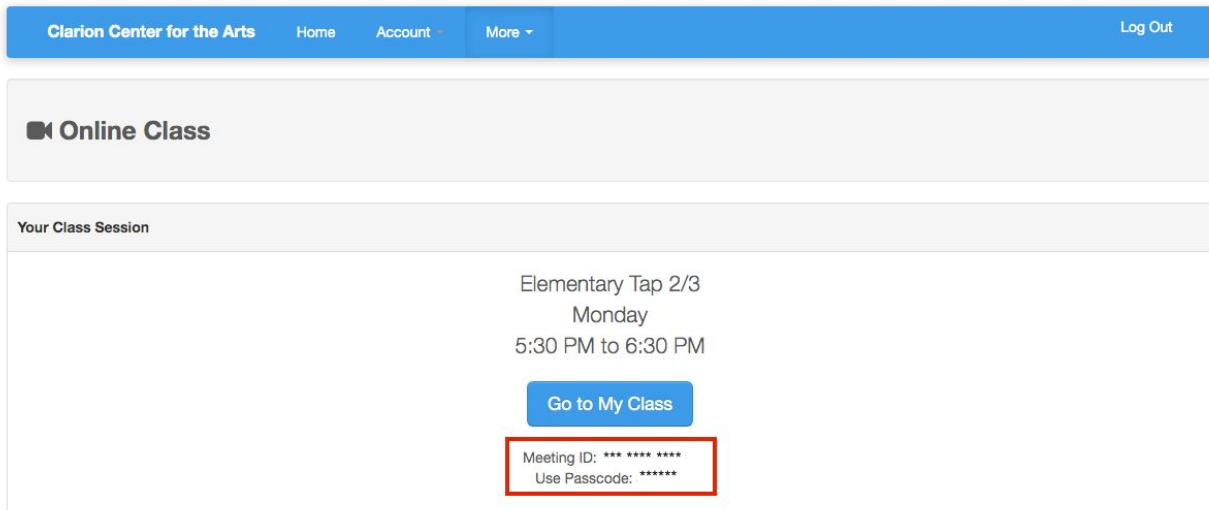 Clarion Center for the Arts Home Account More Log Out
Online Class
Your Class Session
Elementary Tap 2/3
Monday
5:30 PM to 6:30 PM
Go to My Class
Meeting ID: *** **** ****
Use Passcode: ******